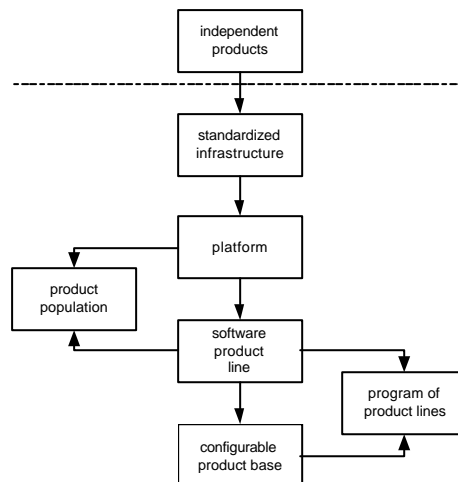 independent
products
standardized
infrastructure
platform
product
population
software
product
line
program of
product lines
configurable
product base